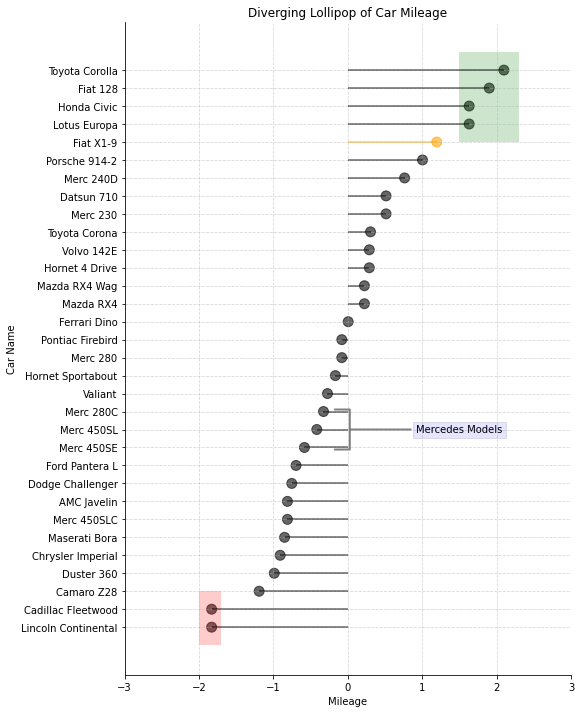 Diverging Lollipop of Car Mileage
Toyota Corolla
Fiat 128
Honda Civic
Lotus Europa
Fiat X1-9
Porsche 914-2
Merc 240D
Datsun 710
Merc 230
Toyota Corona
Volvo 142E
Hornet 4 Drive
Mazda RX4 Wag
Mazda RX4
Ferrari Dino
Pontiac Firebird
Merc 280
Hornet Sportabout
Valiant
Merc 280C
Merc 450SL
Merc 450SE
Ford Pantera L
Dodge Challenger
AMC Javelin
Merc 450SLC
Maserati Bora
Chrysler Imperial
Duster 360
Camaro Z28
Cadillac Fleetwood
Lincoln Continental
Car Name
Mercedes Models
−3 −2 −1 0 1 2 3
Mileage